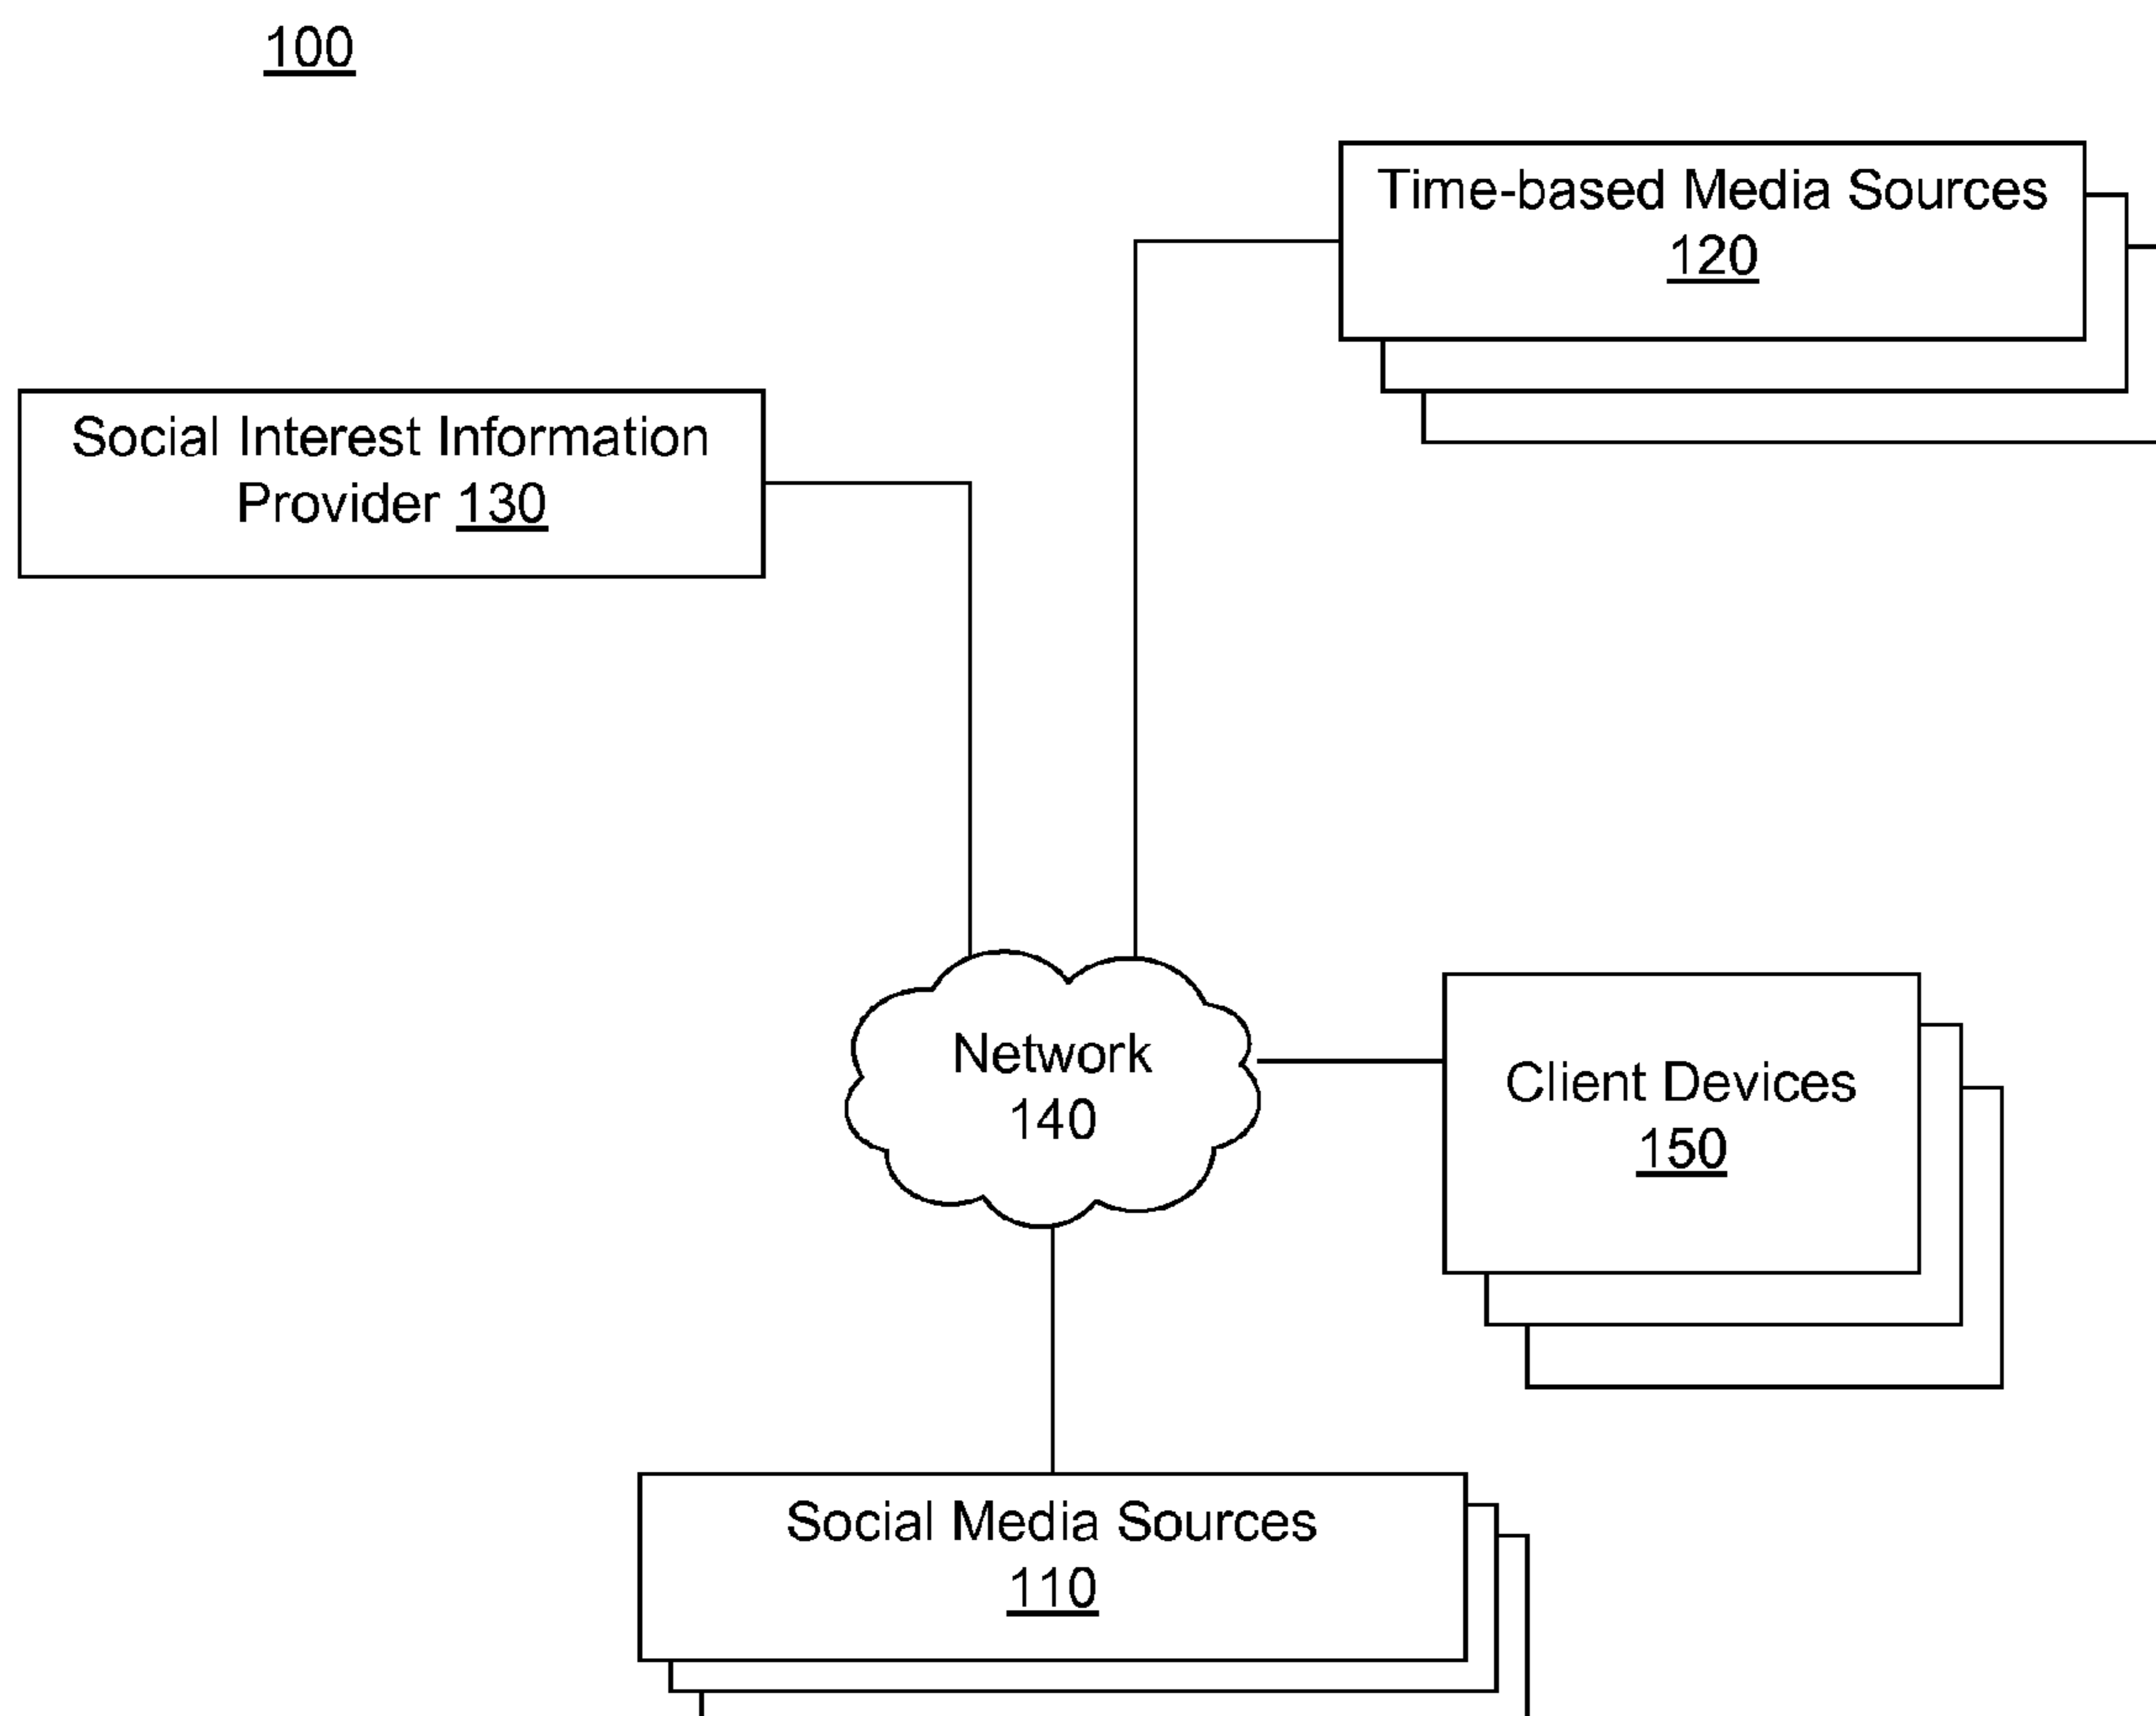 100
Time-based Media Sources
120
Social Interest Information
Provider 130
Network
140
Client Devices
150
Social Media Sources
110